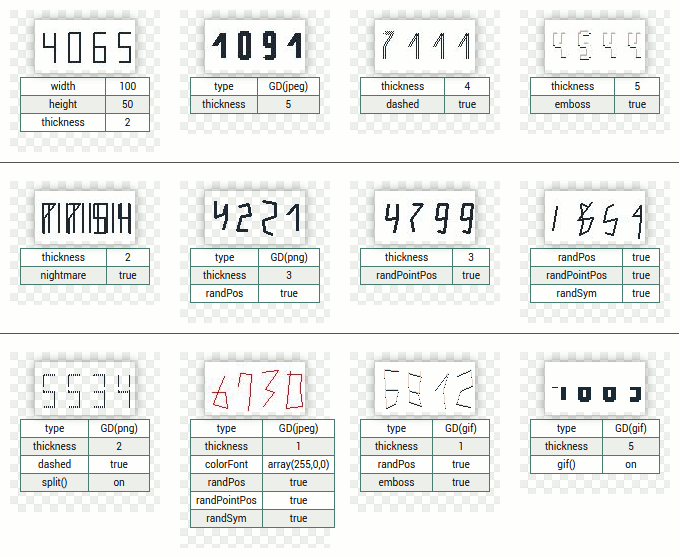 4065
width 100
height 50
thickness 2
1091
type GD(jpeg)
thickness 5
7111
thickness 4
dashed true
4544
thickness 5
emboss true
thickness 2
nightmare true
4221
type GD(png)
thickness 3
randPos true
4799
thickness 3
randPointPos true
randPos true
randPointPos true
randSym true
5534
type GD(png)
thickness 2
dashed true
split() on
6730
type GD(jpeg)
thickness 1
colorFont array(255,0,0)
randPos true
randPointPos true
randSym true
type GD(gif)
thickness 1
randPos true
emboss true
type GD(gif)
thickness 5
gif() on